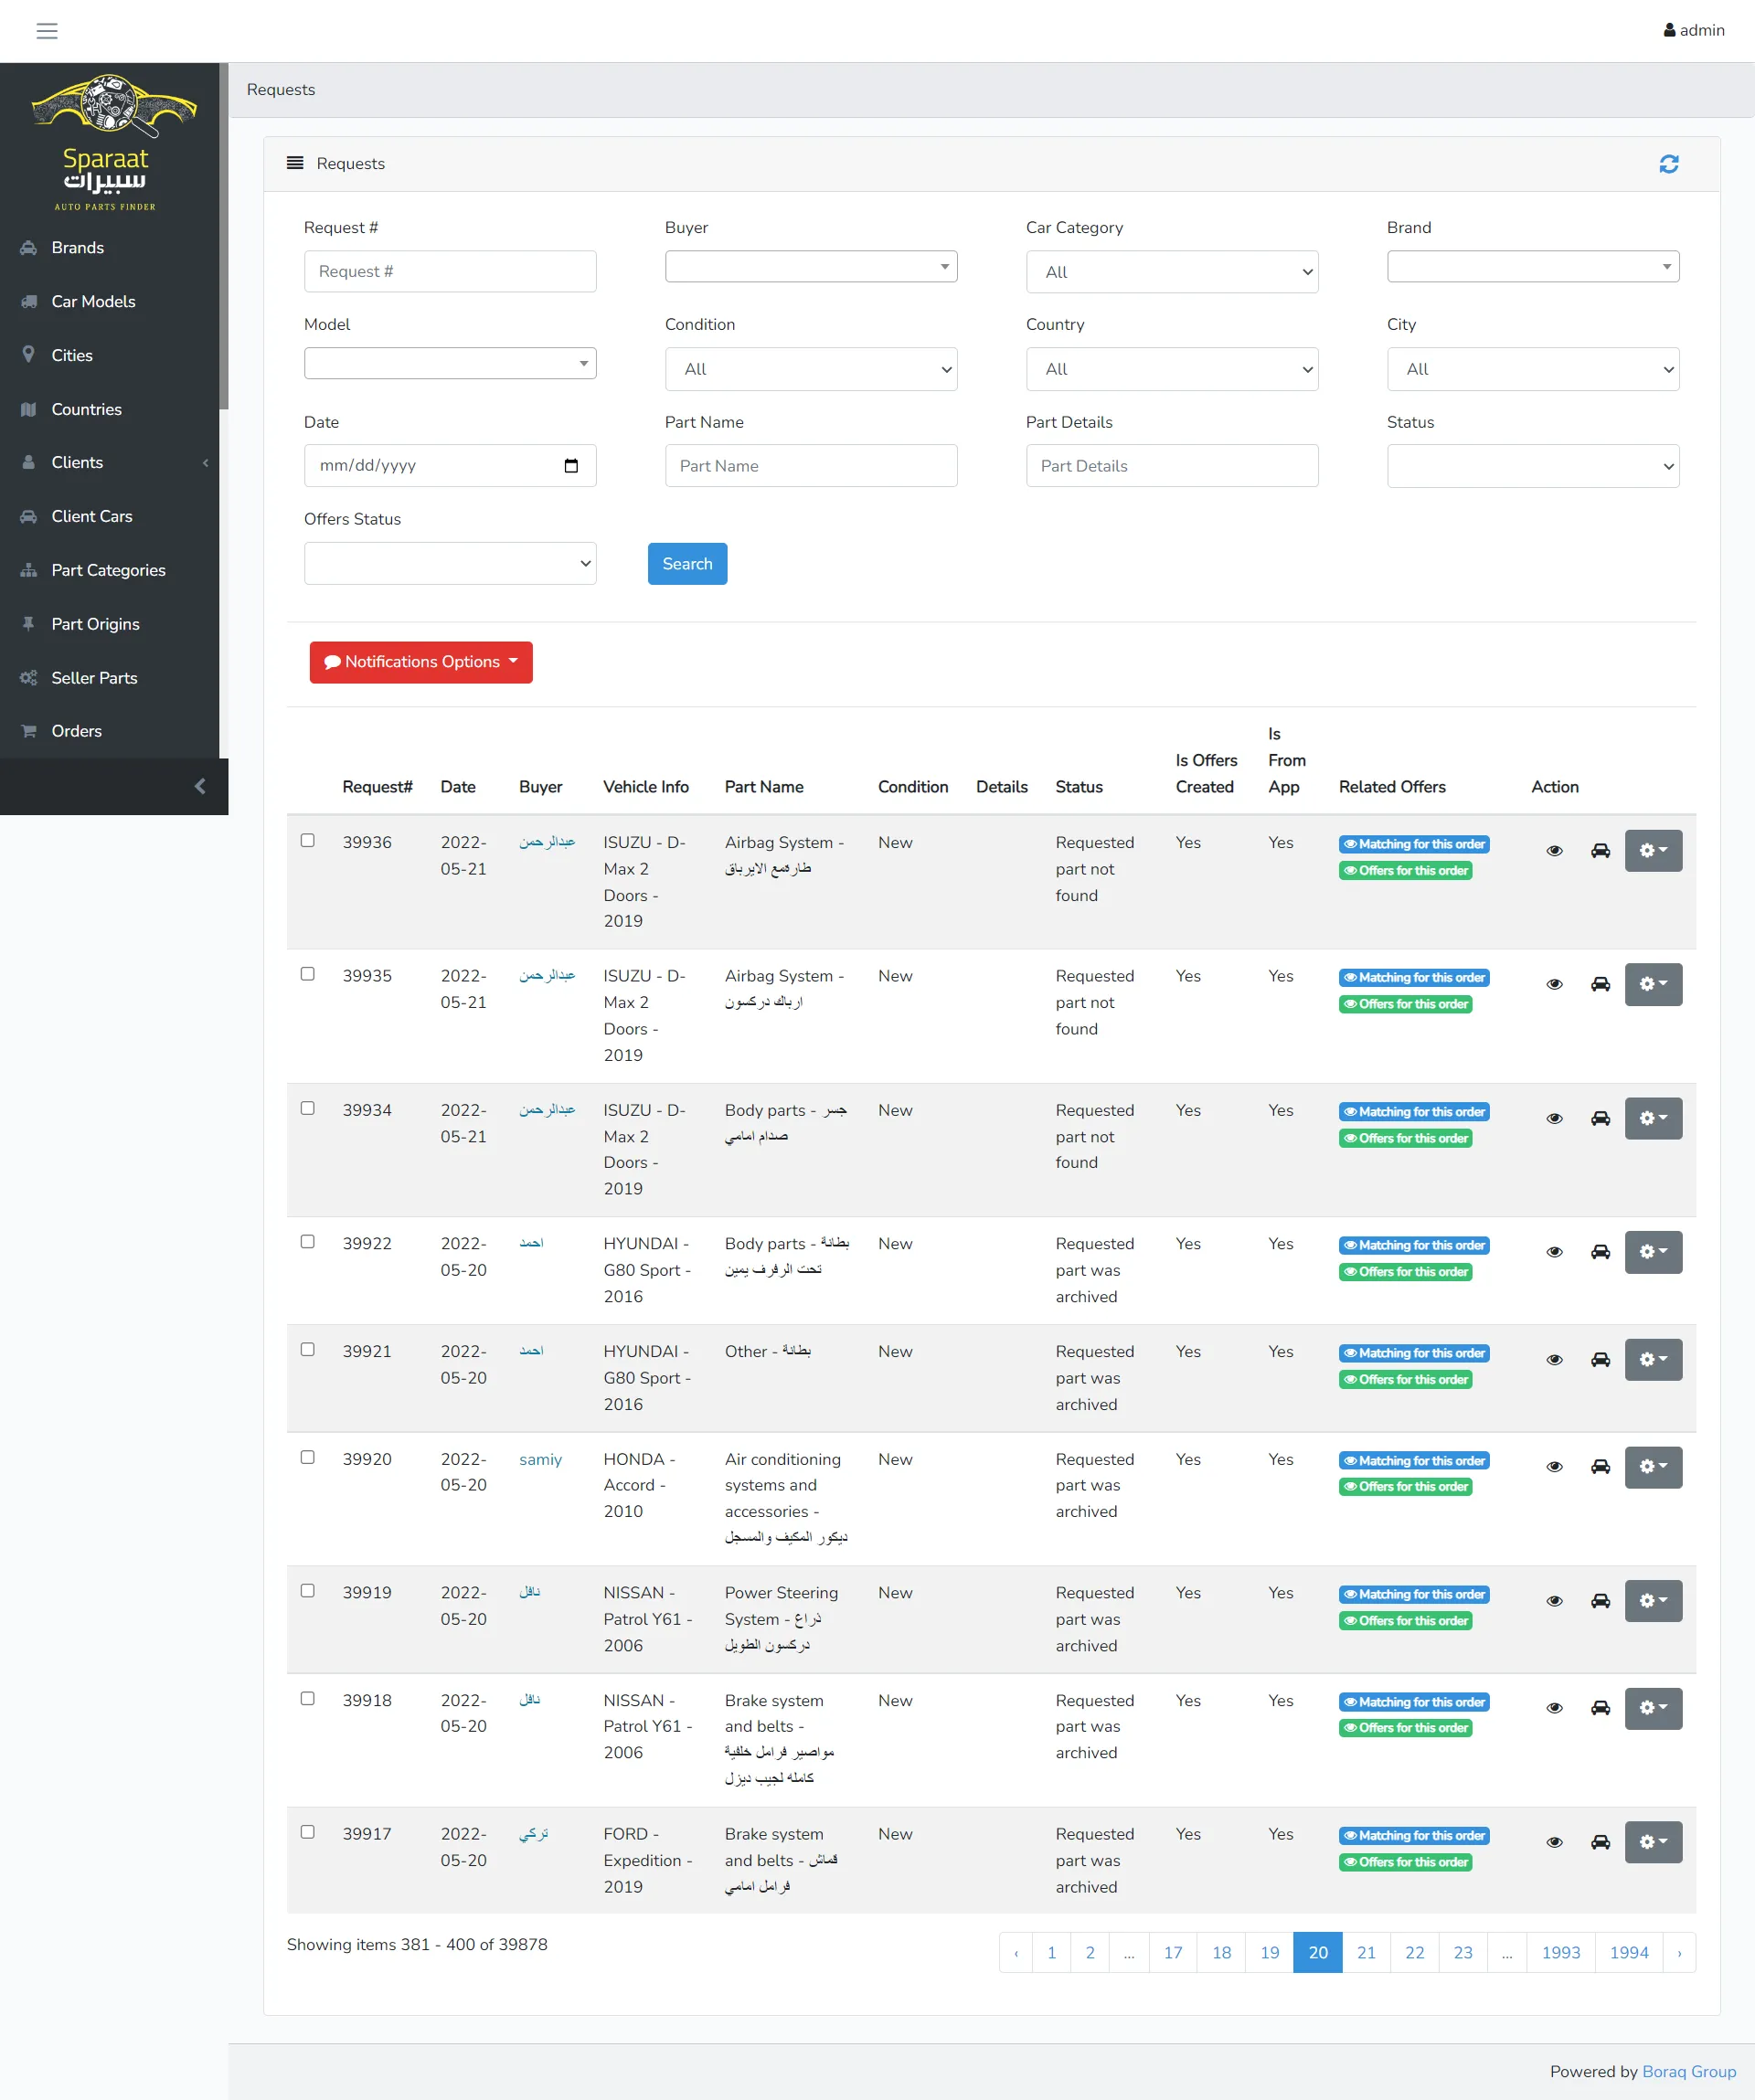 admin
Sparaat
سبيرات
AUTO PARTS FINDER
Brands
Car Models
Cities
Countries
Clients
Client Cars
Part Categories
Part Origins
Seller Parts
Orders
Requests
Requests
Request # Buyer Car Category Brand
Request # All
Model Condition Country City
All All All
Date Part Name Part Details Status
mm/dd/yyyy Part Name Part Details
Offers Status
Search
Notifications Options
Request# Date Buyer Vehicle Info Part Name Condition Details Status Is Offers Created Is From App Related Offers Action
39936 2022- عبدالرحمن ISUZU - D- Airbag System - New Requested Yes Yes Matching for this order
05-21 Max 2 طارةمع الايرباق part not Offers for this order
Doors - found
2019
39935 2022- عبدالرحمن ISUZU - D- Airbag System - New Requested Yes Yes Matching for this order
05-21 Max 2 ارباك دركسون part not Offers for this order
Doors - found
2019
39934 2022- عبدالرحمن ISUZU - D- Body parts - جسر New Requested Yes Yes Matching for this order
05-21 Max 2 صدام امامي part not Offers for this order
Doors - found
2019
39922 2022- احمد HYUNDAI - Body parts - بطانة New Requested Yes Yes Matching for this order
05-20 G80 Sport - تحت الرفرف يمين part was Offers for this order
2016 archived
39921 2022- احمد HYUNDAI - Other - بطانة New Requested Yes Yes Matching for this order
05-20 G80 Sport - part was Offers for this order
2016 archived
39920 2022- samiy HONDA - Air conditioning New Requested Yes Yes Matching for this order
05-20 Accord - systems and part was Offers for this order
2010 accessories - archived
ديكور المكيف والمسجل
39919 2022- نافل NISSAN - Power Steering New Requested Yes Yes Matching for this order
05-20 Patrol Y61 - System - ذراع part was Offers for this order
2006 دركسون الطويل archived
39918 2022- نافل NISSAN - Brake system New Requested Yes Yes Matching for this order
05-20 Patrol Y61 - and belts - part was Offers for this order
2006 مواصير فرامل خلفية archived
كامله لجيب ديزل
39917 2022- تركي FORD - Brake system New Requested Yes Yes Matching for this order
05-20 Expedition - and belts - قماش part was Offers for this order
2019 فرامل امامي archived
Showing items 381 - 400 of 39878 ‹ 1 2 ... 17 18 19 20 21 22 23 ... 1993 1994 ›
Powered by Boraq Group